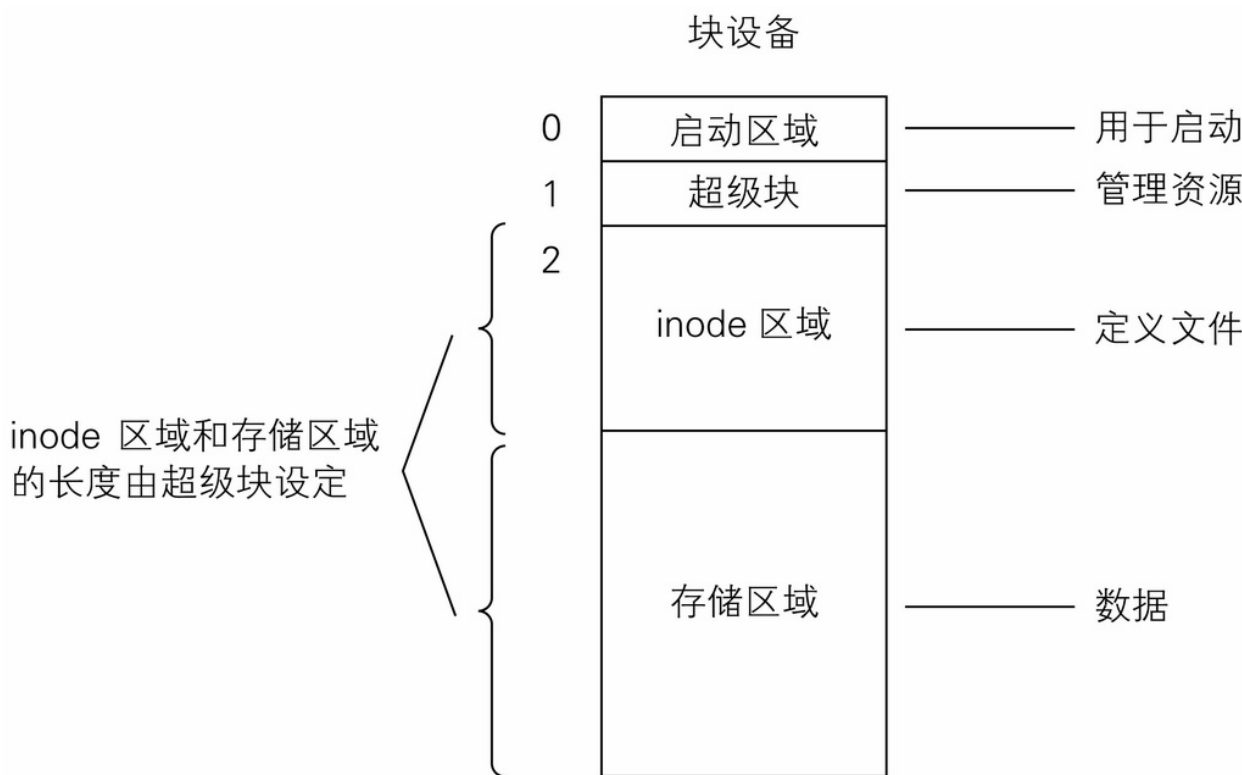 块设备
0
启动区域
用于启动
1
超级块
管理资源
2
inode 区域
定义文件
inode 区域和存储区域
的长度由超级块设定
存储区域
数据